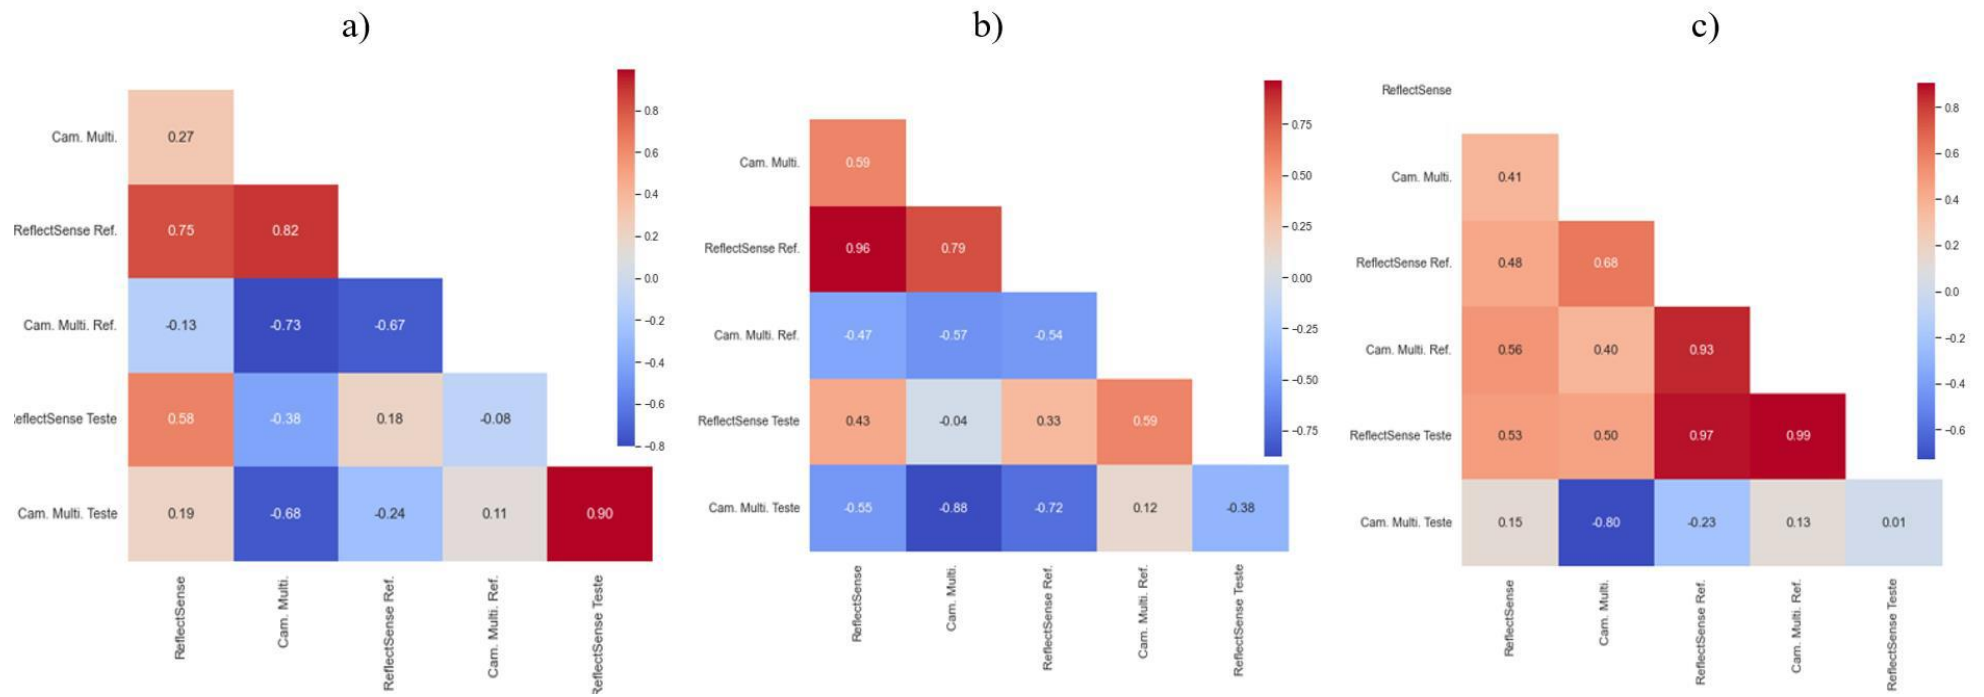 a)
Cam. Multi.
0.27
ReflectSense Ref.
0.75 0.82
Cam. Multi. Ref.
-0.13 -0.73 -0.67
eflectSense Teste
0.58 -0.38 0.18 -0.08
Cam. Multi. Teste
0.19 -0.68 -0.24 0.11 0.90
ReflectSense
Cam. Multi.
ReflectSense Ref.
Cam. Multi. Ref.
ReflectSense Teste
0.8
0.6
0.4
0.2
0.0
−0.2
−0.4
−0.6
−0.8
b)
Cam. Multi.
0.59
ReflectSense Ref.
0.96 0.79
Cam. Multi. Ref.
-0.47 -0.57 -0.54
ReflectSense Teste
0.43 -0.04 0.33 0.59
Cam. Multi. Teste
-0.55 -0.88 -0.72 0.12 -0.38
ReflectSense
Cam. Multi.
ReflectSense Ref.
Cam. Multi. Ref.
ReflectSense Teste
0.75
0.50
0.25
0.00
−0.25
−0.50
−0.75
c)
ReflectSense
Cam. Multi.
0.41
ReflectSense Ref.
0.48 0.68
Cam. Multi. Ref.
0.56 0.40 0.93
ReflectSense Teste
0.53 0.50 0.97 0.99
Cam. Multi. Teste
0.15 -0.80 -0.23 0.13 0.01
ReflectSense
Cam. Multi.
ReflectSense Ref.
Cam. Multi. Ref.
ReflectSense Teste
0.8
0.6
0.4
0.2
0.0
−0.2
−0.4
−0.6